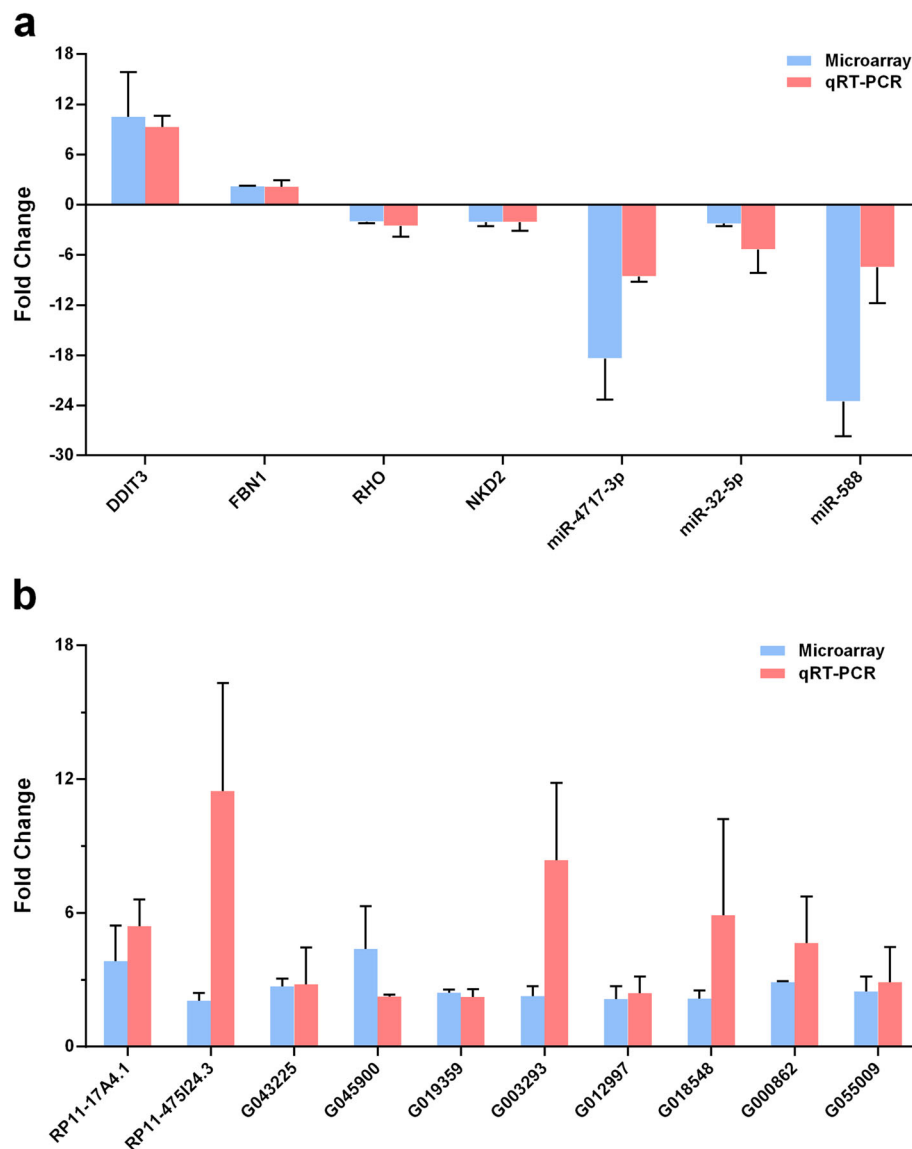 a
18
12
6
0
-6
-12
-18
-24
-30
Fold Change
Microarray
qRT-PCR
DDIT3
FBN1
RHO
NKD2
miR-4717-3p
miR-32-5p
miR-588
b
18
12
6
0
Fold Change
Microarray
qRT-PCR
RP11-17A4.1
RP11-475I24.3
G043225
G045900
G019359
G003293
G012997
G018548
G000862
G055009